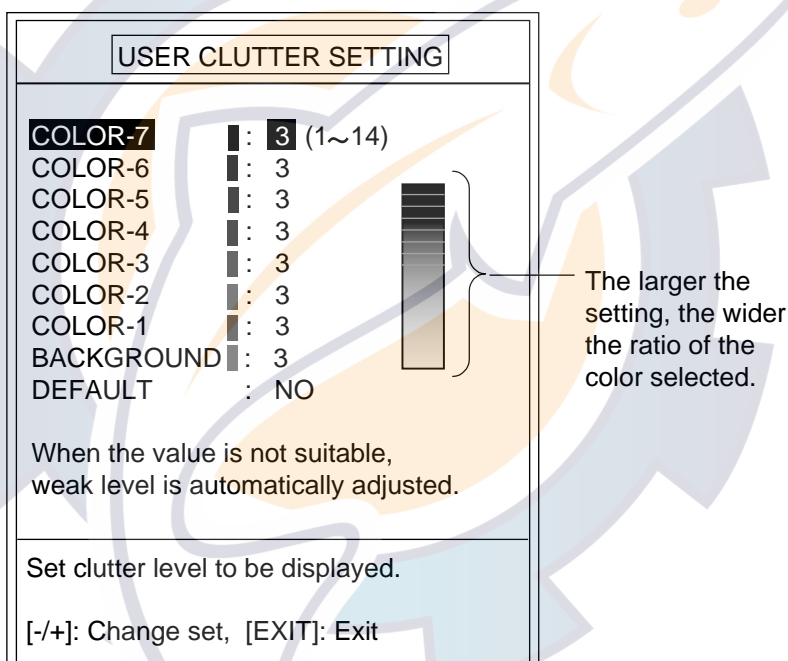 USER CLUTTER SETTING
COLOR-7 : 3 (1~14)
COLOR-6 : 3
COLOR-5 : 3
COLOR-4 : 3
COLOR-3 : 3
COLOR-2 : 3
COLOR-1 : 3
BACKGROUND : 3
DEFAULT : NO
The larger the
setting, the wider
the ratio of the
color selected.
When the value is not suitable,
weak level is automatically adjusted.
Set clutter level to be displayed.
[-/+]: Change set, [EXIT]: Exit